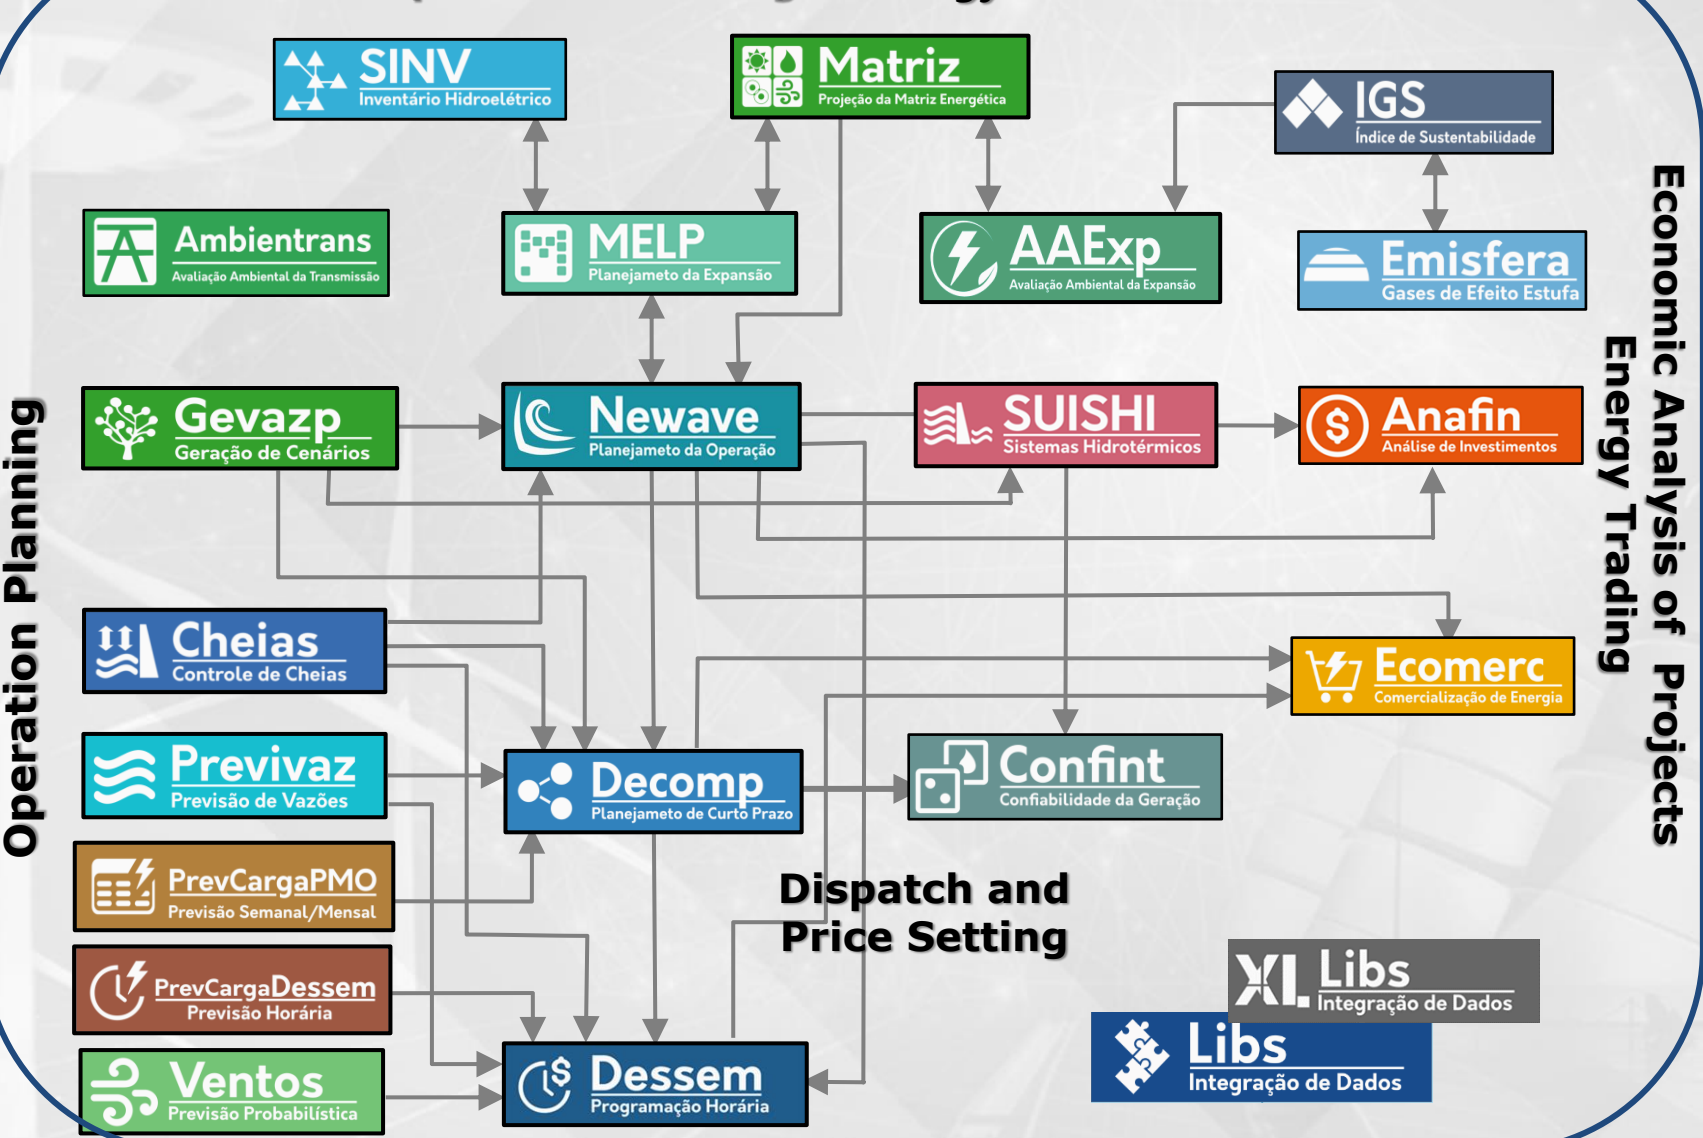 SINV
Inventário Hidroelétrico
Matriz
Projeção da Matriz Energética
IGS
Índice de Sustentabilidade
Ambientrans
Avaliação Ambiental da Transmissão
MELP
Planejameto da Expansão
AAExp
Avaliação Ambiental da Expansão
Emisfera
Gases de Efeito Estufa
Gevazp
Geração de Cenários
Newave
Planejameto da Operação
SUISHI
Sistemas Hidrotérmicos
Anafin
Análise de Investimentos
Operation Planning
Economic Analysis of Projects
Energy Trading
Cheias
Controle de Cheias
Ecomerc
Comercialização de Energia
Previvaz
Previsão de Vazões
Decomp
Planejameto de Curto Prazo
Confint
Confiabilidade da Geração
PrevCargaPMO
Previsão Semanal/Mensal
Dispatch and
Price Setting
PrevCargaDessem
Previsão Horária
XL Libs
Integração de Dados
Libs
Integração de Dados
Ventos
Previsão Probabilística
Dessem
Programação Horária